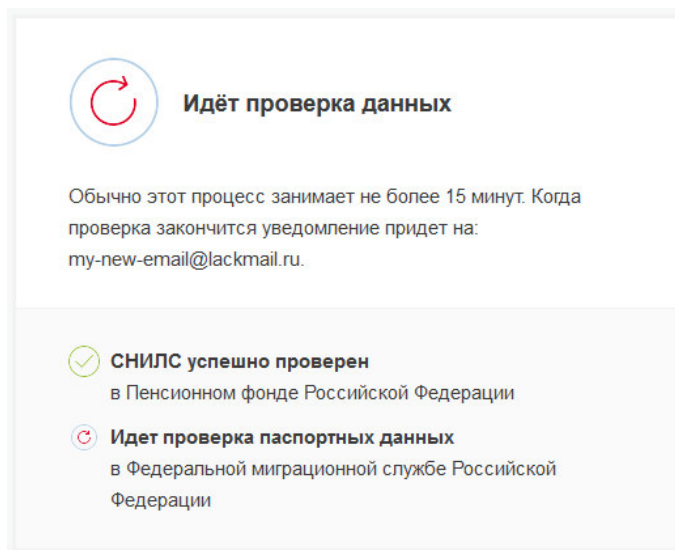 Идёт проверка данных
Обычно этот процесс занимает не более 15 минут. Когда
проверка закончится уведомление придет на:
my-new-email@lackmail.ru.
СНИЛС успешно проверен
в Пенсионном фонде Российской Федерации
Идет проверка паспортных данных
в Федеральной миграционной службе Российской
Федерации